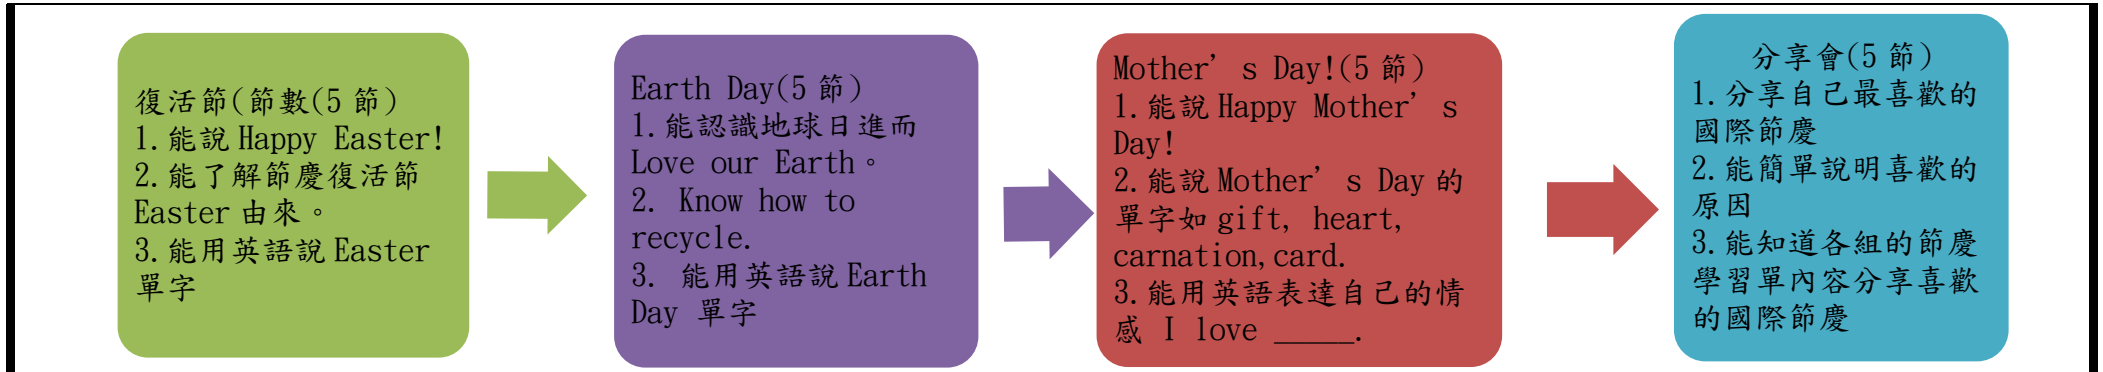 復活節(節數(5 節)
1.能說 Happy Easter!
2.能了解節慶復活節
Easter 由來。
3.能用英語說 Easter
單字
Earth Day(5 節)
1.能認識地球日進而
Love our Earth。
2. Know how to
recycle.
3. 能用英語說 Earth
Day 單字
Mother’s Day!(5 節)
1.能說 Happy Mother’s
Day!
2.能說 Mother’s Day 的
單字如 gift, heart,
carnation,card.
3.能用英語表達自己的情
感 I love _____.
分享會(5 節)
1.分享自己最喜歡的
國際節慶
2.能簡單說明喜歡的
原因
3.能知道各組的節慶
學習單內容分享喜歡
的國際節慶